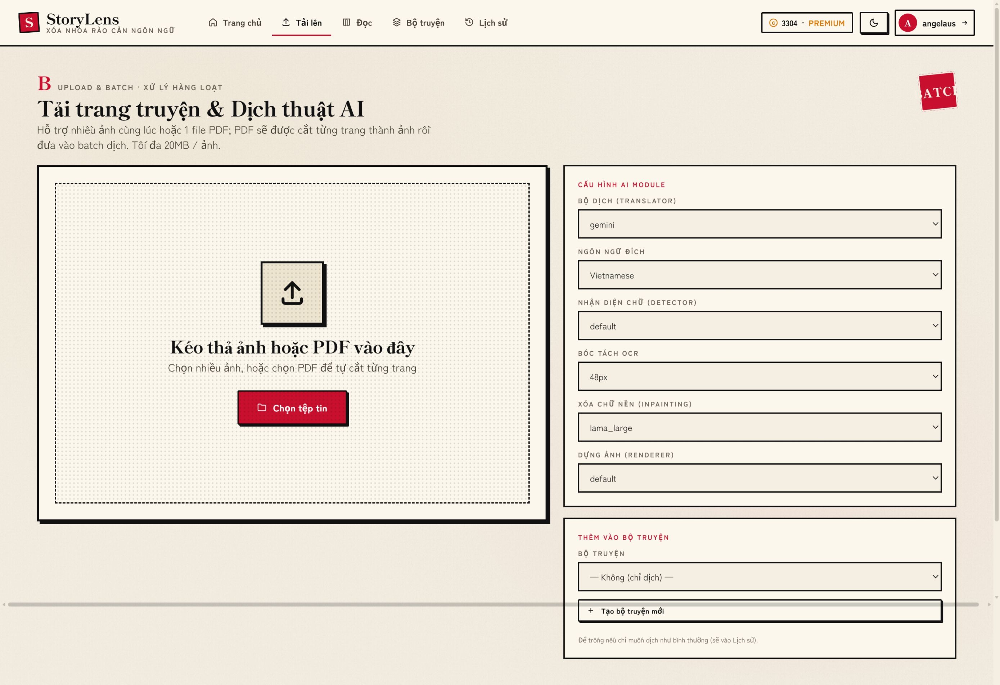 S
StoryLens
XÓA NHÒA RÀO CẢN NGÔN NGỮ
Trang chủ
Tải lên
Đọc
Bộ truyện
Lịch sử
3304 · PREMIUM
A angelaus
B UPLOAD & BATCH · XỬ LÝ HÀNG LOẠT
Tải trang truyện & Dịch thuật AI
Hỗ trợ nhiều ảnh cùng lúc hoặc 1 file PDF; PDF sẽ được cắt từng trang thành ảnh rồi
đưa vào batch dịch. Tối đa 20MB / ảnh.
BATCH
Kéo thả ảnh hoặc PDF vào đây
Chọn nhiều ảnh, hoặc chọn PDF để tự cắt từng trang
Chọn tệp tin
CẤU HÌNH AI MODULE
BỘ DỊCH (TRANSLATOR)
gemini
NGÔN NGỮ ĐÍCH
Vietnamese
NHẬN DIỆN CHỮ (DETECTOR)
default
BÓC TÁCH OCR
48px
XÓA CHỮ NỀN (INPAINTING)
lama_large
DỰNG ẢNH (RENDERER)
default
THÊM VÀO BỘ TRUYỆN
BỘ TRUYỆN
— Không (chỉ dịch) —
+ Tạo bộ truyện mới
Để trống nếu chỉ muốn dịch như bình thường (sẽ vào Lịch sử).